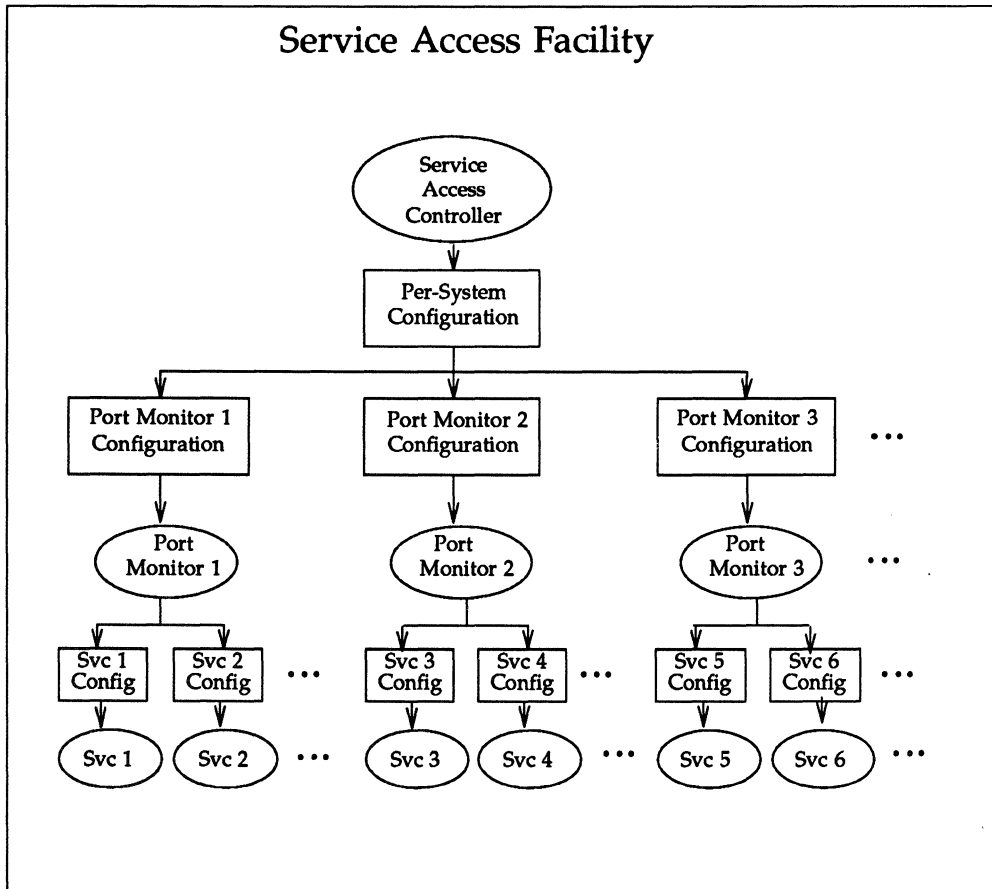 Service Access Facility
Service
Access
Controller
Per-System
Configuration
Port Monitor 1
Configuration
Port Monitor 2
Configuration
Port Monitor 3
Configuration
...
Port
Monitor 1
Port
Monitor 2
Port
Monitor 3
...
Svc 1
Config
Svc 2
Config
...
Svc 3
Config
Svc 4
Config
...
Svc 5
Config
Svc 6
Config
...
Svc 1
Svc 2
...
Svc 3
Svc 4
...
Svc 5
Svc 6
...